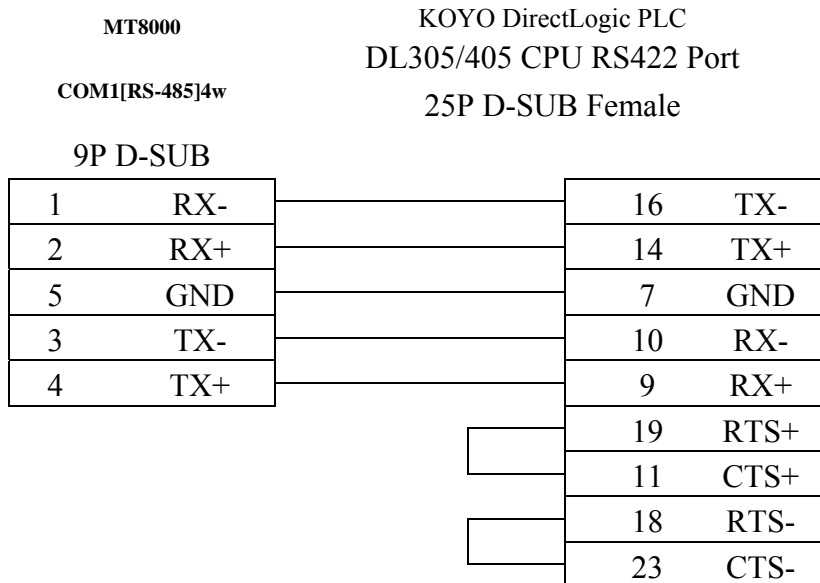 MT8000
KOYO DirectLogic PLC
DL305/405 CPU RS422 Port
COM1[RS-485]4w
25P D-SUB Female
9P D-SUB
1 RX- 16 TX-
2 RX+ 14 TX+
5 GND 7 GND
3 TX- 10 RX-
4 TX+ 9 RX+
19 RTS+
11 CTS+
18 RTS-
23 CTS-